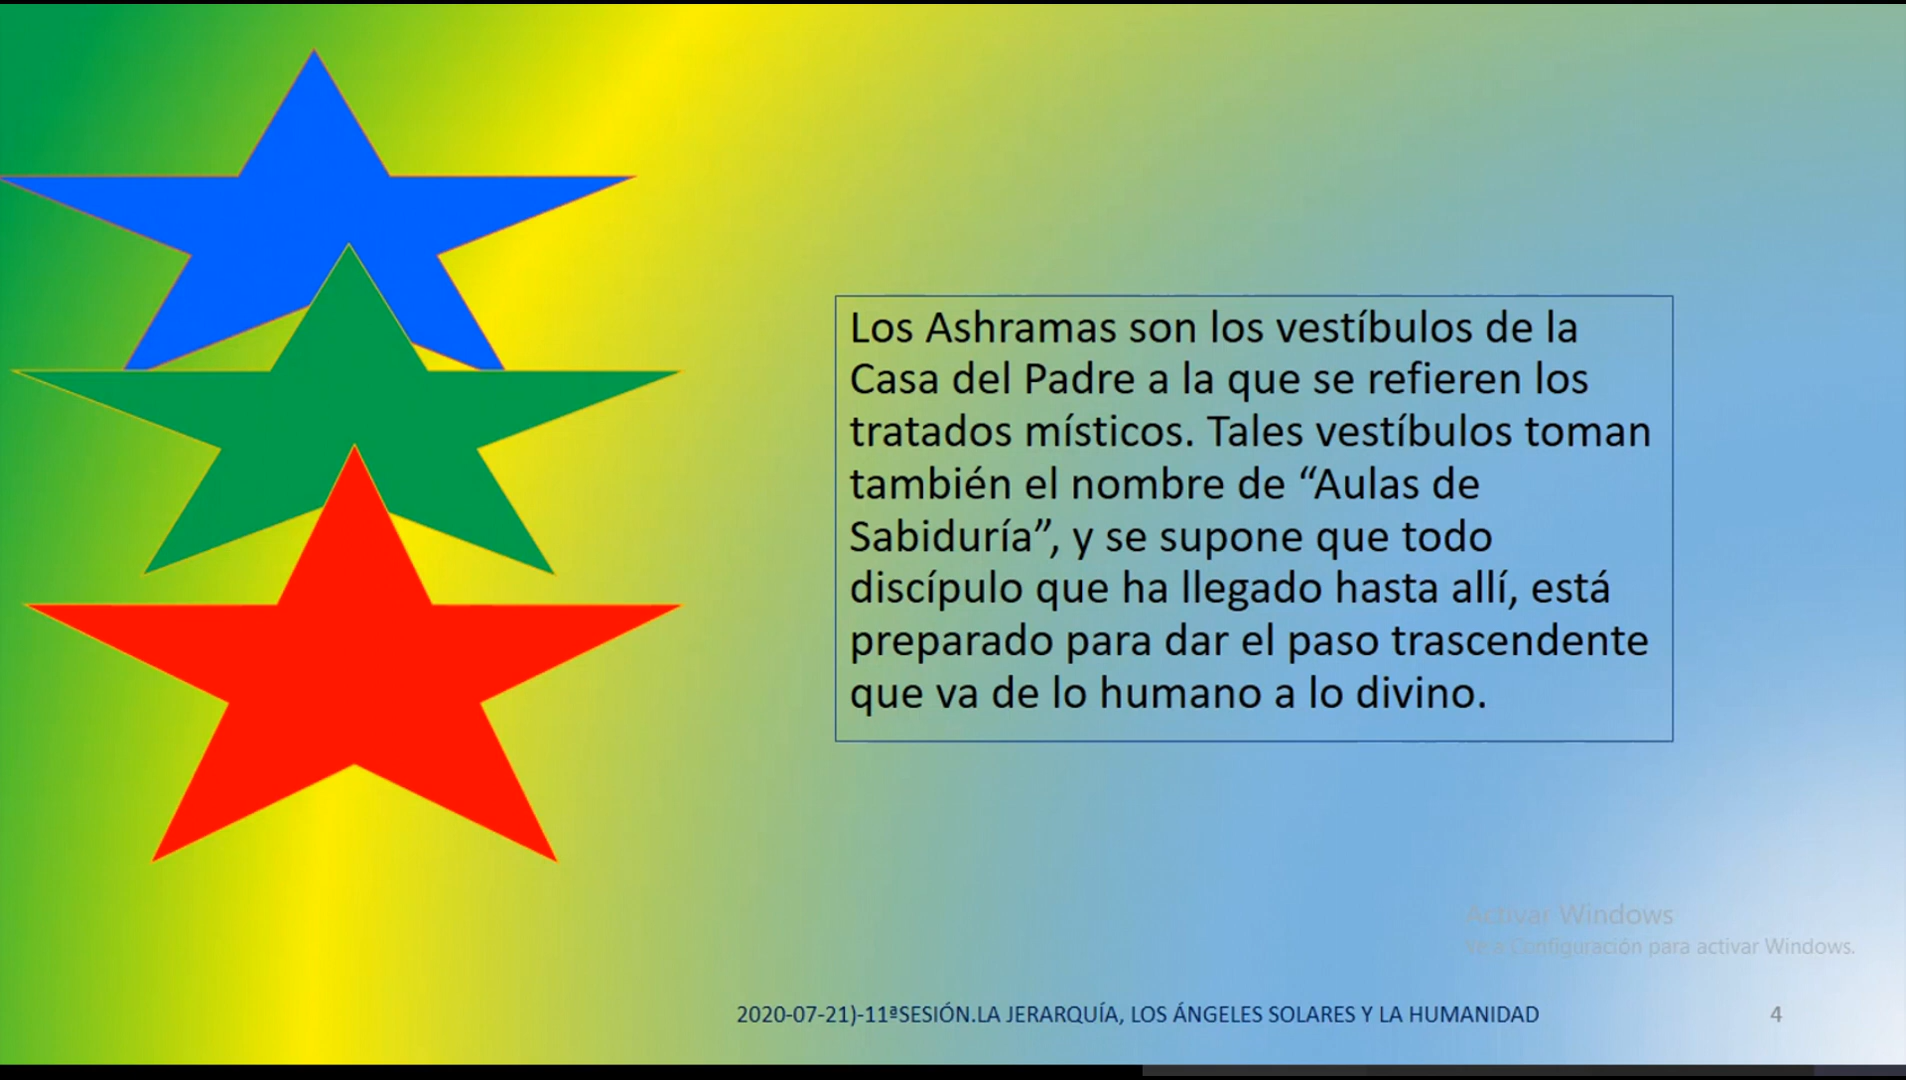 Los Ashramas son los vestíbulos de la
Casa del Padre a la que se refieren los
tratados místicos. Tales vestíbulos toman
también el nombre de “Aulas de
Sabiduría”, y se supone que todo
discípulo que ha llegado hasta allí, está
preparado para dar el paso trascendente
que va de lo humano a lo divino.
Activar Windows
Ve a Configuración para activar Windows.
2020-07-21)-11ªSESIÓN.LA JERARQUÍA, LOS ÁNGELES SOLARES Y LA HUMANIDAD
4